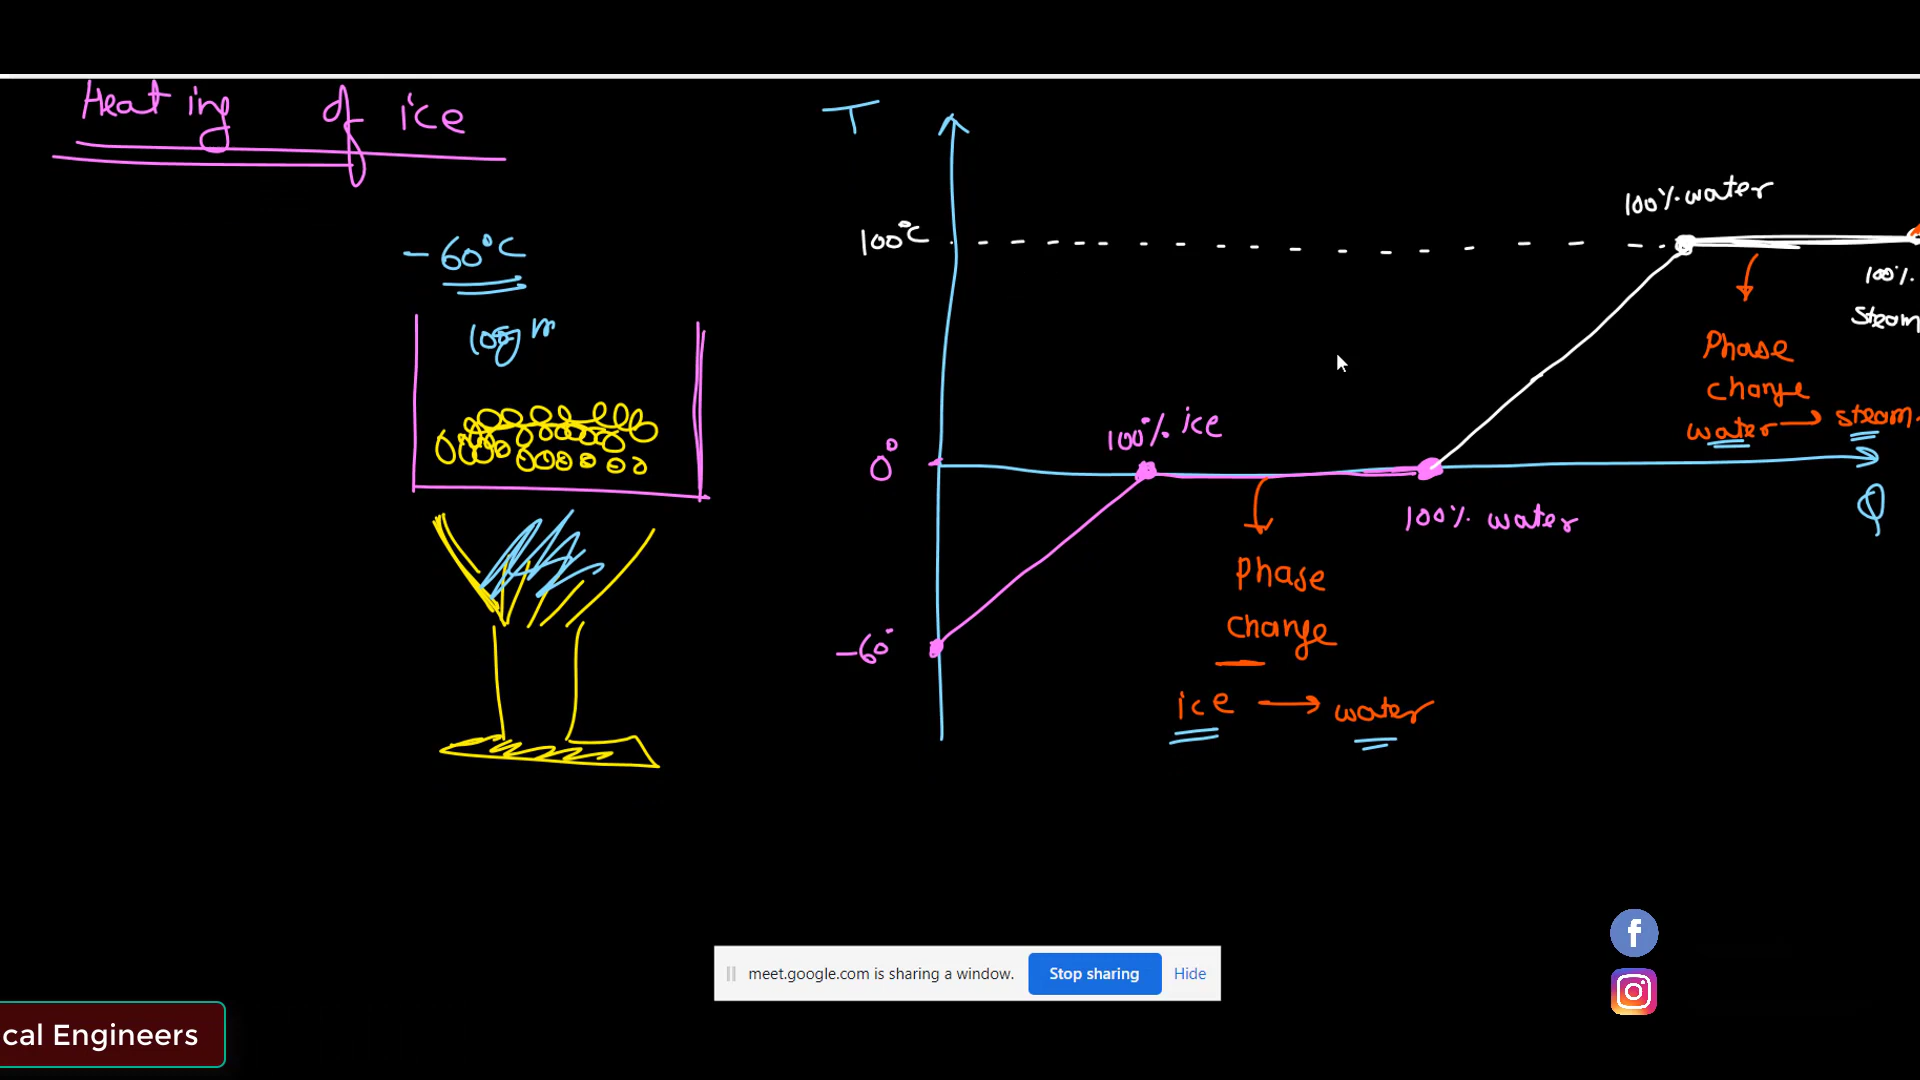 Heating of ice
T
100% water
-60°C
100°C
100%
steam
Phase
change
water → steam
100% ice
0°
Q
100% water
Phase
change
-60°
ice → water
meet.google.com is sharing a window.
Stop sharing
Hide
cal Engineers